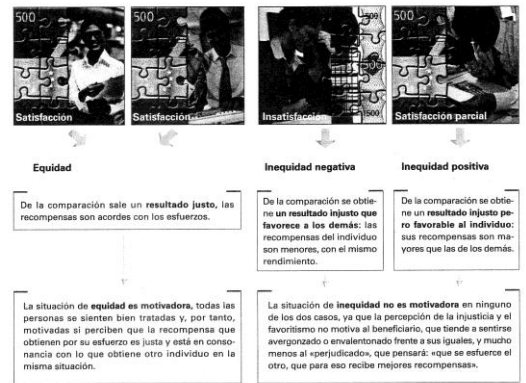 500
500
1500
500
500
1500
Satisfacción
Satisfacción
Insatisfacción
Satisfacción parcial
Equidad
Inequidad negativa
Inequidad positiva
De la comparación sale un resultado justo, las
recompensas son acordes con los esfuerzos.
De la comparación se obtie-
ne un resultado injusto que
favorece a los demás: las
recompensas del individuo
son menores, con el mismo
rendimiento.
De la comparación se obtie-
ne un resultado injusto pe-
ro favorable al individuo:
sus recompensas son ma-
yores que las de los demás.
La situación de equidad es motivadora, todas las
personas se sienten bien tratadas y, por tanto,
motivadas si perciben que la recompensa que
obtienen por su esfuerzo es justa y está en conso-
nancia con lo que obtiene otro individuo en la
misma situación.
La situación de inequidad no es motivadora en ninguno
de los dos casos, ya que la percepción de la injusticia y el
favoritismo no motiva al beneficiario, que tiende a sentirse
avergonzado o envalentonado frente a sus iguales, y mucho
menos al «perjudicado», que pensará: «que se esfuerce el
otro, que para eso recibe mejores recompensas».